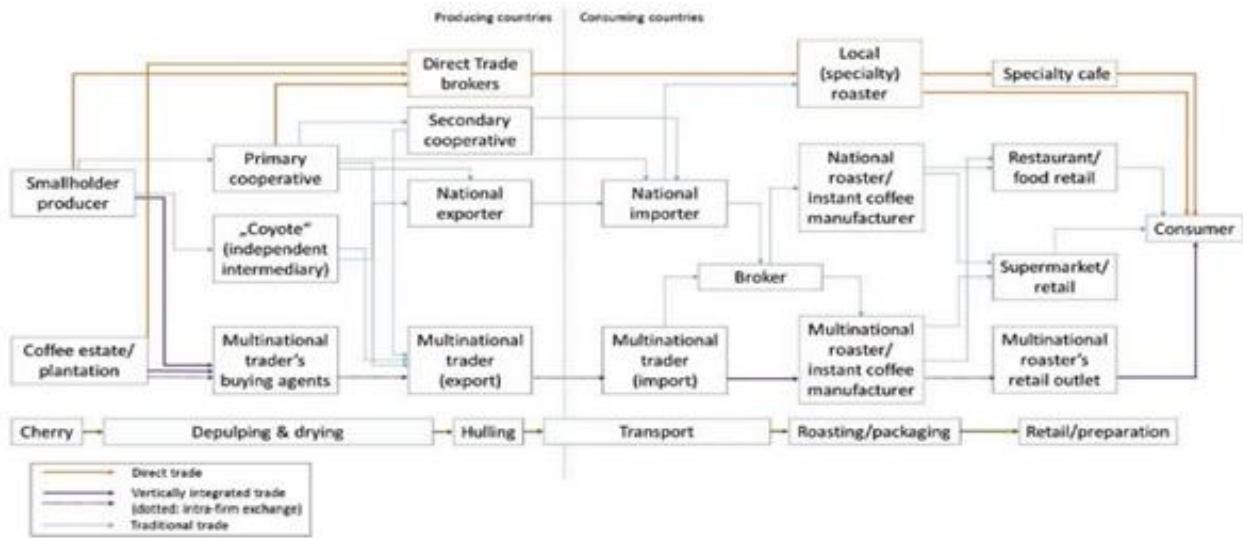 Producing countries
Consuming countries
Direct Trade
brokers
Local
(specialty)
roaster
Specialty cafe
Secondary
cooperative
Smallholder
producer
Primary
cooperative
National
exporter
National
importer
National
roaster/
instant coffee
manufacturer
Restaurant/
food retail
Consumer
„Coyote“
(independent
intermediary)
Broker
Supermarket/
retail
Coffee estate/
plantation
Multinational
trader's
buying agents
Multinational
trader
(export)
Multinational
trader
(import)
Multinational
roaster/
instant coffee
manufacturer
Multinational
roaster's
retail outlet
Cherry
Depulping & drying
Hulling
Transport
Roasting/packaging
Retail/preparation
Direct trade
Vertically integrated trade
(dotted: intra-firm exchange)
Traditional trade